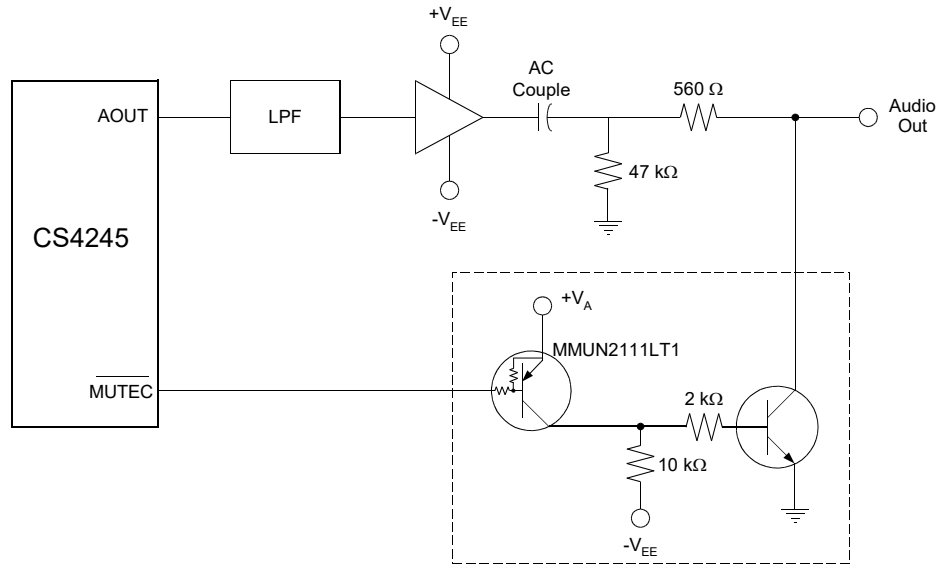 +VEE
AC
Couple
560 Ω
AOUT
LPF
Audio
Out
47 kΩ
-VEE
CS4245
+VA
MMUN2111LT1
MUTEC
2 kΩ
10 kΩ
-VEE